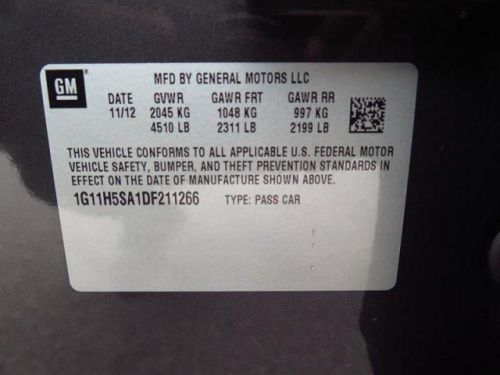 GM
MFD BY GENERAL MOTORS LLC
DATE GVWR GAWR FRT GAWR RR
11/12 2045 KG 1048 KG 997 KG
4510 LB 2311 LB 2199 LB
THIS VEHICLE CONFORMS TO ALL APPLICABLE U.S. FEDERAL MOTOR
VEHICLE SAFETY, BUMPER, AND THEFT PREVENTION STANDARDS IN
EFFECT ON THE DATE OF MANUFACTURE SHOWN ABOVE.
1G11H5SA1DF211266 TYPE: PASS CAR